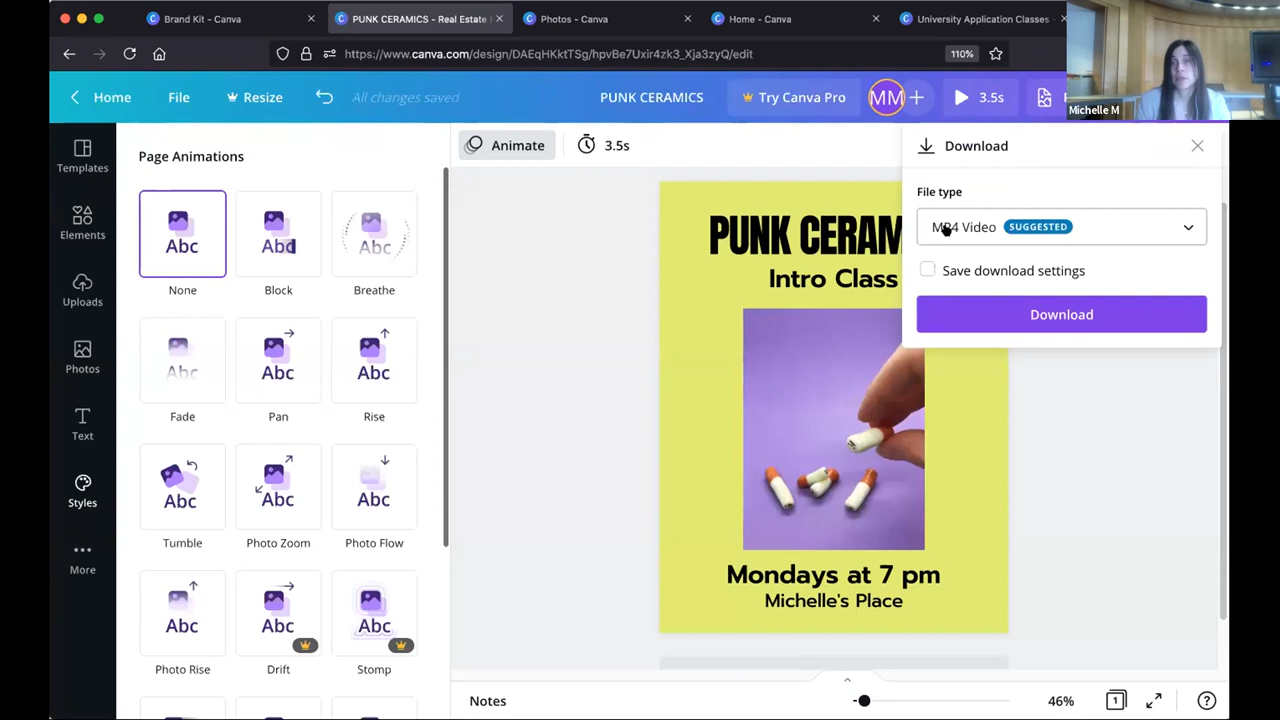 Brand Kit - Canva
PUNK CERAMICS - Real Estate
Photos - Canva
Home - Canva
University Application Classes -
https://www.canva.com/design/DAEqHKktTSg/hpvBe7Uxir4zk3_Xja3zyQ/edit
110%
Michelle M
Home
File
Resize
All changes saved
PUNK CERAMICS
Try Canva Pro
MM
3.5s
Templates
Elements
Uploads
Photos
Text
Styles
More
Page Animations
Abc
None
Abc
Block
Abc
Breathe
Abc
Fade
Abc
Pan
Abc
Rise
Abc
Tumble
Abc
Photo Zoom
Abc
Photo Flow
Abc
Photo Rise
Abc
Drift
Abc
Stomp
Animate
3.5s
PUNK CERAM
Intro Class
Mondays at 7 pm
Michelle's Place
Download
File type
MP4 Video SUGGESTED
Save download settings
Download
Notes
46%
1